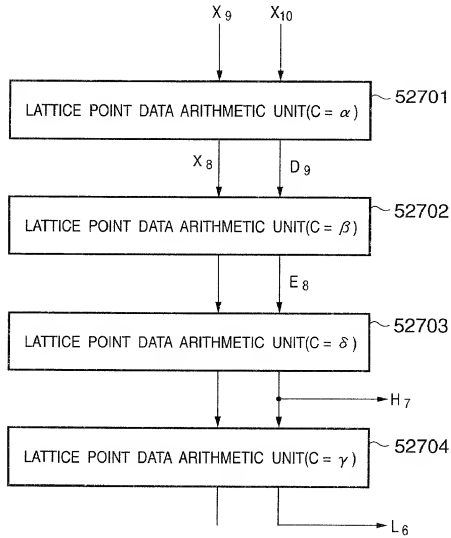 X9 X10
LATTICE POINT DATA ARITHMETIC UNIT(C = α)
52701
X8 D9
LATTICE POINT DATA ARITHMETIC UNIT(C = β)
52702
E8
LATTICE POINT DATA ARITHMETIC UNIT(C = δ)
52703
H7
LATTICE POINT DATA ARITHMETIC UNIT(C = γ)
52704
L6